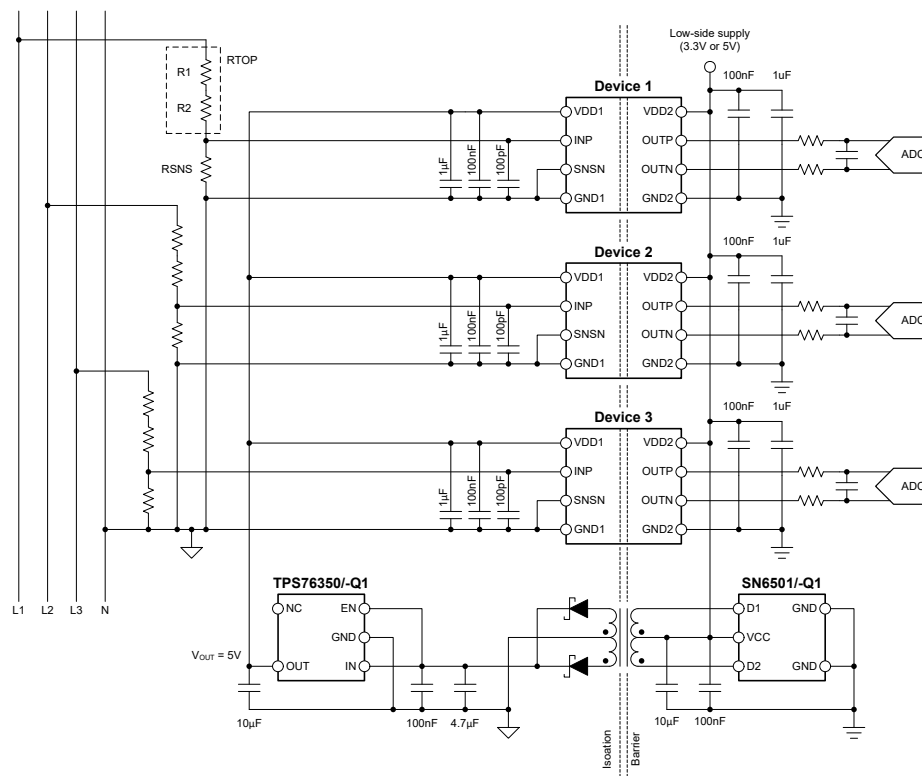 Low-side supply
(3.3V or 5V)
RTOP
R1
R2
RSNS
100nF
1uF
Device 1
VDD1
INP
SNSN
GND1
VDD2
OUTP
OUTN
GND2
1µF
100nF
100pF
ADC
100nF
1uF
Device 2
VDD1
INP
SNSN
GND1
VDD2
OUTP
OUTN
GND2
1µF
100nF
100pF
ADC
100nF
1uF
Device 3
VDD1
INP
SNSN
GND1
VDD2
OUTP
OUTN
GND2
1µF
100nF
100pF
ADC
L1
L2
L3
N
TPS76350/-Q1
NC
EN
GND
OUT
IN
VOUT = 5V
10µF
100nF
4.7µF
SN6501/-Q1
D1
VCC
D2
GND
GND
10µF
100nF
Isoation
Barrier